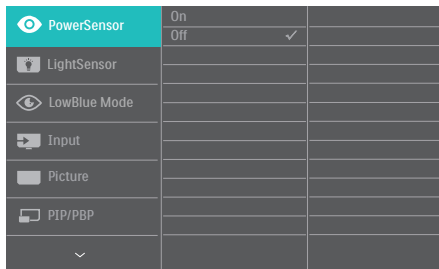 PowerSensor
On
Off
LightSensor
LowBlue Mode
Input
Picture
PIP/PBP